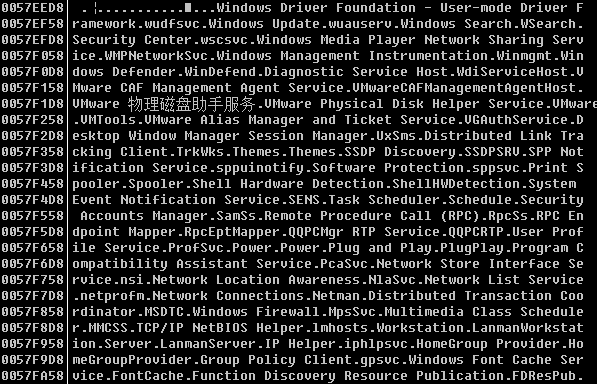 0057EED8 . ¦...........■...Windows Driver Foundation - User-mode Driver F
0057EF58 ramework.wudfsvc.Windows Update.wuauserv.Windows Search.WSearch.
0057EFD8 Security Center.wscsvc.Windows Media Player Network Sharing Serv
0057F058 ice.WMPNetworkSvc.Windows Management Instrumentation.Winmgmt.Win
0057F0D8 dows Defender.WinDefend.Diagnostic Service Host.WdiServiceHost.V
0057F158 Mware CAF Management Agent Service.VMwareCAFManagementAgentHost.
0057F1D8 VMware 物理磁盘助手服务.VMware Physical Disk Helper Service.VMware
0057F258 .VMTools.VMware Alias Manager and Ticket Service.VGAuthService.D
0057F2D8 esktop Window Manager Session Manager.UxSms.Distributed Link Tra
0057F358 cking Client.TrkWks.Themes.Themes.SSDP Discovery.SSDPSRV.SPP Not
0057F3D8 ification Service.sppuinotify.Software Protection.sppsvc.Print S
0057F458 pooler.Spooler.Shell Hardware Detection.ShellHWDetection.System
0057F4D8 Event Notification Service.SENS.Task Scheduler.Schedule.Security
0057F558 Accounts Manager.SamSs.Remote Procedure Call (RPC).RpcSs.RPC En
0057F5D8 dpoint Mapper.RpcEptMapper.QQPCMgr RTP Service.QQPCRTP.User Prof
0057F658 ile Service.ProfSvc.Power.Power.Plug and Play.PlugPlay.Program C
0057F6D8 ompatibility Assistant Service.PcaSvc.Network Store Interface Se
0057F758 rvice.nsi.Network Location Awareness.NlaSvc.Network List Service
0057F7D8 .netprofm.Network Connections.Netman.Distributed Transaction Coo
0057F858 rdinator.MSDTC.Windows Firewall.MpsSvc.Multimedia Class Schedule
0057F8D8 r.MMCSS.TCP/IP NetBIOS Helper.lmhosts.Workstation.LanmanWorkstat
0057F958 ion.Server.LanmanServer.IP Helper.iphlpsvc.HomeGroup Provider.Ho
0057F9D8 meGroupProvider.Group Policy Client.gpsvc.Windows Font Cache Ser
0057FA58 vice.FontCache.Function Discovery Resource Publication.FDResPub.